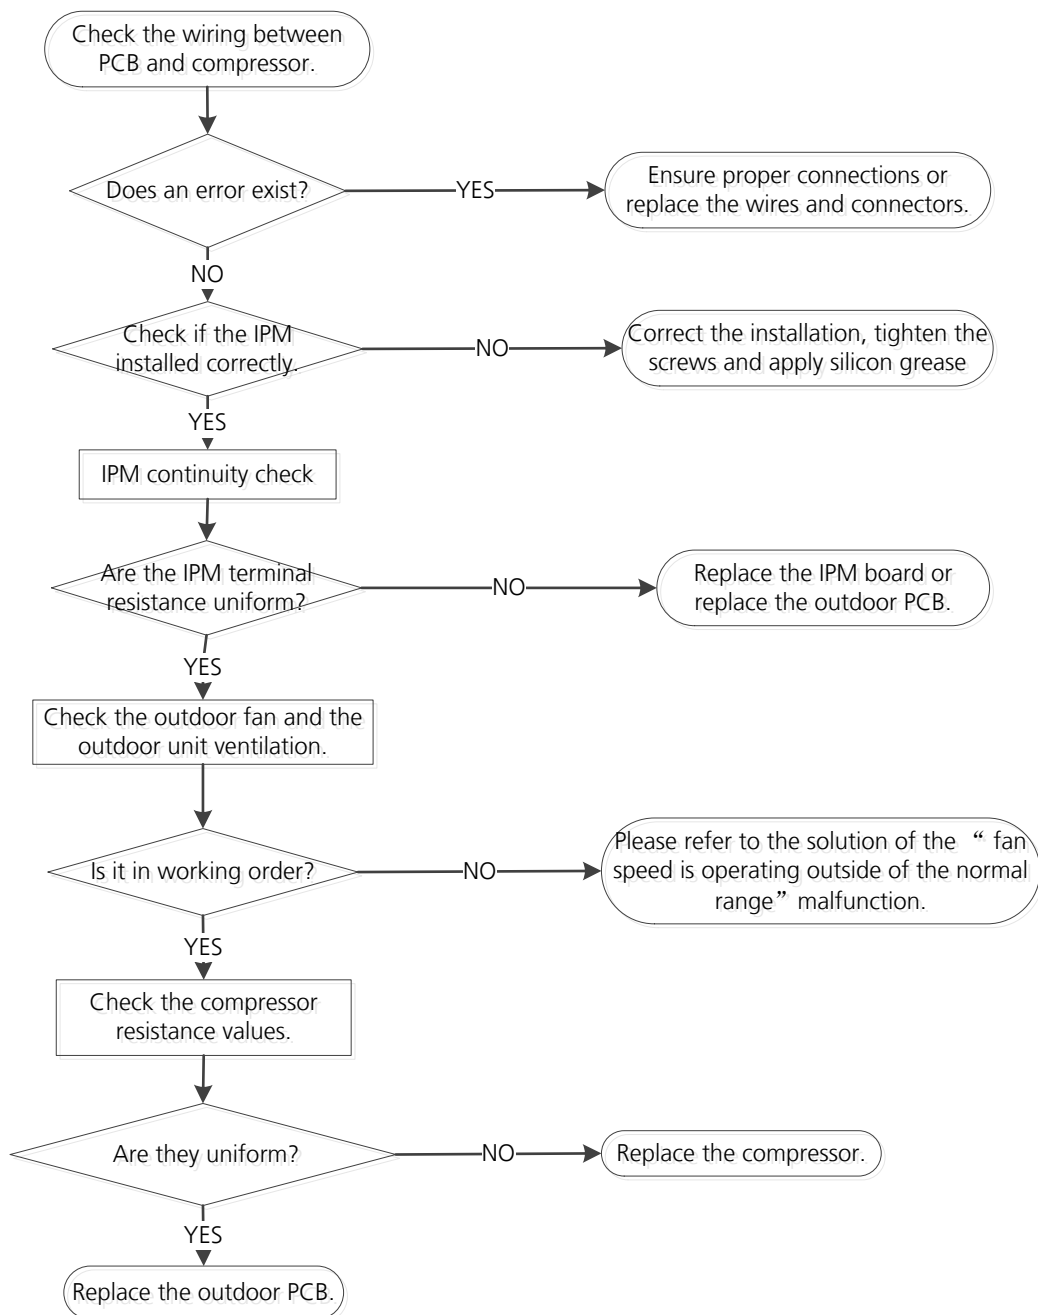 Check the wiring between
PCB and compressor.
Does an error exist?
YES
Ensure proper connections or
replace the wires and connectors.
NO
Check if the IPM
installed correctly.
NO
Correct the installation, tighten the
screws and apply silicon grease
YES
IPM continuity check
Are the IPM terminal
resistance uniform?
NO
Replace the IPM board or
replace the outdoor PCB.
YES
Check the outdoor fan and the
outdoor unit ventilation.
Is it in working order?
NO
Please refer to the solution of the “ fan
speed is operating outside of the normal
range” malfunction.
YES
Check the compressor
resistance values.
Are they uniform?
NO
Replace the compressor.
YES
Replace the outdoor PCB.